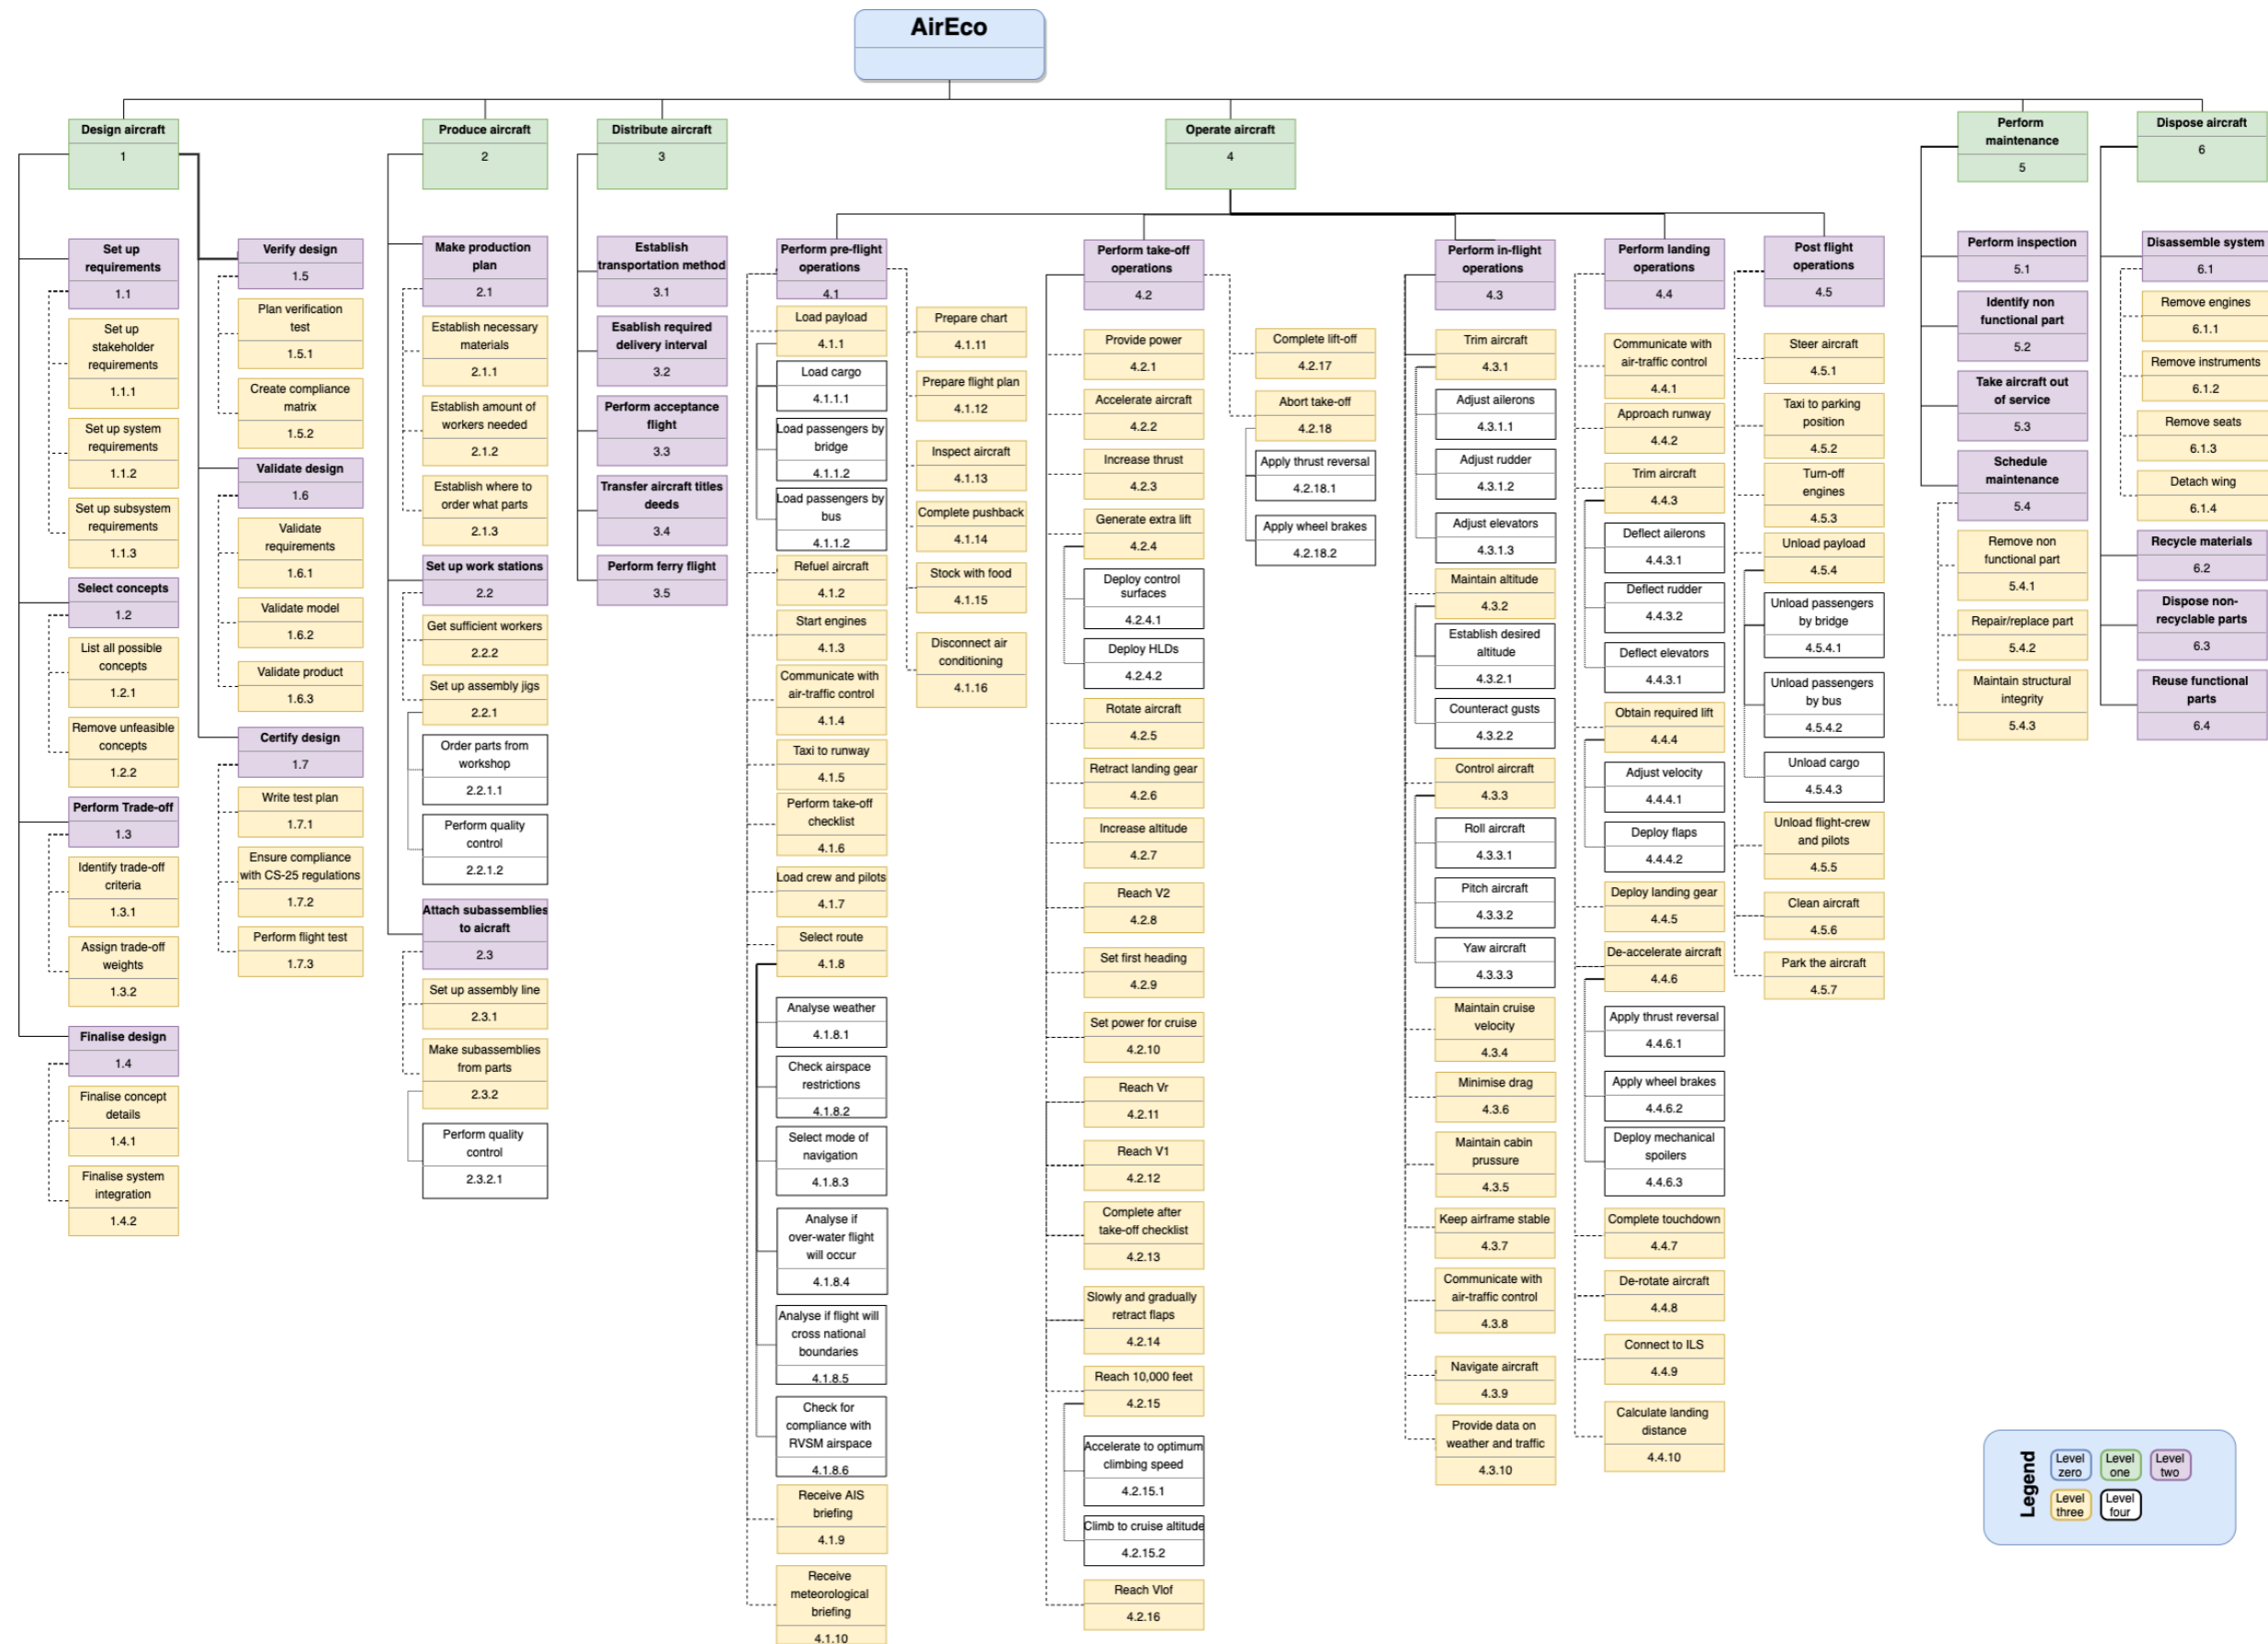 AirEco
Design aircraft
1
Set up
requirements
1.1
Set up
stakeholder
requirements
1.1.1
Set up system
requirements
1.1.2
Set up subsystem
requirements
1.1.3
Select concepts
1.2
List all possible
concepts
1.2.1
Remove unfeasible
concepts
1.2.2
Perform Trade-off
1.3
Identify trade-off
criteria
1.3.1
Assign trade-off
weights
1.3.2
Finalise design
1.4
Finalise concept
details
1.4.1
Finalise system
integration
1.4.2
Verify design
1.5
Plan verification
test
1.5.1
Create compliance
matrix
1.5.2
Validate design
1.6
Validate
requirements
1.6.1
Validate model
1.6.2
Validate product
1.6.3
Certify design
1.7
Write test plan
1.7.1
Ensure compliance
with CS-25 regulations
1.7.2
Perform flight test
1.7.3
Produce aircraft
2
Make production
plan
2.1
Establish necessary
materials
2.1.1
Establish amount of
workers needed
2.1.2
Establish where to
order what parts
2.1.3
Set up work stations
2.2
Get sufficient workers
2.2.2
Set up assembly jigs
2.2.1
Order parts from
workshop
2.2.1.1
Perform quality
control
2.2.1.2
Attach subassemblies
to aicraft
2.3
Set up assembly line
2.3.1
Make subassemblies
from parts
2.3.2
Perform quality
control
2.3.2.1
Distribute aircraft
3
Establish
transportation method
3.1
Esablish required
delivery interval
3.2
Perform acceptance
flight
3.3
Transfer aircraft titles
deeds
3.4
Perform ferry flight
3.5
Operate aircraft
4
Perform pre-flight
operations
4.1
Load payload
4.1.1
Load cargo
4.1.1.1
Load passengers by
bridge
4.1.1.2
Load passengers by
bus
4.1.1.2
Refuel aircraft
4.1.2
Start engines
4.1.3
Communicate with
air-traffic control
4.1.4
Taxi to runway
4.1.5
Perform take-off
checklist
4.1.6
Load crew and pilots
4.1.7
Select route
4.1.8
Analyse weather
4.1.8.1
Check airspace
restrictions
4.1.8.2
Select mode of
navigation
4.1.8.3
Analyse if
over-water flight
will occur
4.1.8.4
Analyse if flight will
cross national
boundaries
4.1.8.5
Check for
compliance with
RVSM airspace
4.1.8.6
Receive AIS
briefing
4.1.9
Receive
meteorological
briefing
4.1.10
Prepare chart
4.1.11
Prepare flight plan
4.1.12
Inspect aircraft
4.1.13
Complete pushback
4.1.14
Stock with food
4.1.15
Disconnect air
conditioning
4.1.16
Perform take-off
operations
4.2
Provide power
4.2.1
Accelerate aircraft
4.2.2
Increase thrust
4.2.3
Generate extra lift
4.2.4
Deploy control
surfaces
4.2.4.1
Deploy HLDs
4.2.4.2
Rotate aircraft
4.2.5
Retract landing gear
4.2.6
Increase altitude
4.2.7
Reach V2
4.2.8
Set first heading
4.2.9
Set power for cruise
4.2.10
Reach Vr
4.2.11
Reach V1
4.2.12
Complete after
take-off checklist
4.2.13
Slowly and gradually
retract flaps
4.2.14
Reach 10,000 feet
4.2.15
Accelerate to optimum
climbing speed
4.2.15.1
Climb to cruise altitude
4.2.15.2
Reach Vlof
4.2.16
Complete lift-off
4.2.17
Abort take-off
4.2.18
Apply thrust reversal
4.2.18.1
Apply wheel brakes
4.2.18.2
Perform in-flight
operations
4.3
Trim aircraft
4.3.1
Adjust ailerons
4.3.1.1
Adjust rudder
4.3.1.2
Adjust elevators
4.3.1.3
Maintain altitude
4.3.2
Establish desired
altitude
4.3.2.1
Counteract gusts
4.3.2.2
Control aircraft
4.3.3
Roll aircraft
4.3.3.1
Pitch aircraft
4.3.3.2
Yaw aircraft
4.3.3.3
Maintain cruise
velocity
4.3.4
Minimise drag
4.3.6
Maintain cabin
prussure
4.3.5
Keep airframe stable
4.3.7
Communicate with
air-traffic control
4.3.8
Navigate aircraft
4.3.9
Provide data on
weather and traffic
4.3.10
Perform landing
operations
4.4
Communicate with
air-traffic control
4.4.1
Approach runway
4.4.2
Trim aircraft
4.4.3
Deflect ailerons
4.4.3.1
Deflect rudder
4.4.3.2
Deflect elevators
4.4.3.1
Obtain required lift
4.4.4
Adjust velocity
4.4.4.1
Deploy flaps
4.4.4.2
Deploy landing gear
4.4.5
De-accelerate aircraft
4.4.6
Apply thrust reversal
4.4.6.1
Apply wheel brakes
4.4.6.2
Deploy mechanical
spoilers
4.4.6.3
Complete touchdown
4.4.7
De-rotate aircraft
4.4.8
Connect to ILS
4.4.9
Calculate landing
distance
4.4.10
Post flight
operations
4.5
Steer aircraft
4.5.1
Taxi to parking
position
4.5.2
Turn-off
engines
4.5.3
Unload payload
4.5.4
Unload passengers
by bridge
4.5.4.1
Unload passengers
by bus
4.5.4.2
Unload cargo
4.5.4.3
Unload flight-crew
and pilots
4.5.5
Clean aircraft
4.5.6
Park the aircraft
4.5.7
Perform
maintenance
5
Perform inspection
5.1
Identify non
functional part
5.2
Take aircraft out
of service
5.3
Schedule
maintenance
5.4
Remove non
functional part
5.4.1
Repair/replace part
5.4.2
Maintain structural
integrity
5.4.3
Dispose aircraft
6
Disassemble system
6.1
Remove engines
6.1.1
Remove instruments
6.1.2
Remove seats
6.1.3
Detach wing
6.1.4
Recycle materials
6.2
Dispose non-
recyclable parts
6.3
Reuse functional
parts
6.4
Legend
Level
zero
Level
one
Level
two
Level
three
Level
four